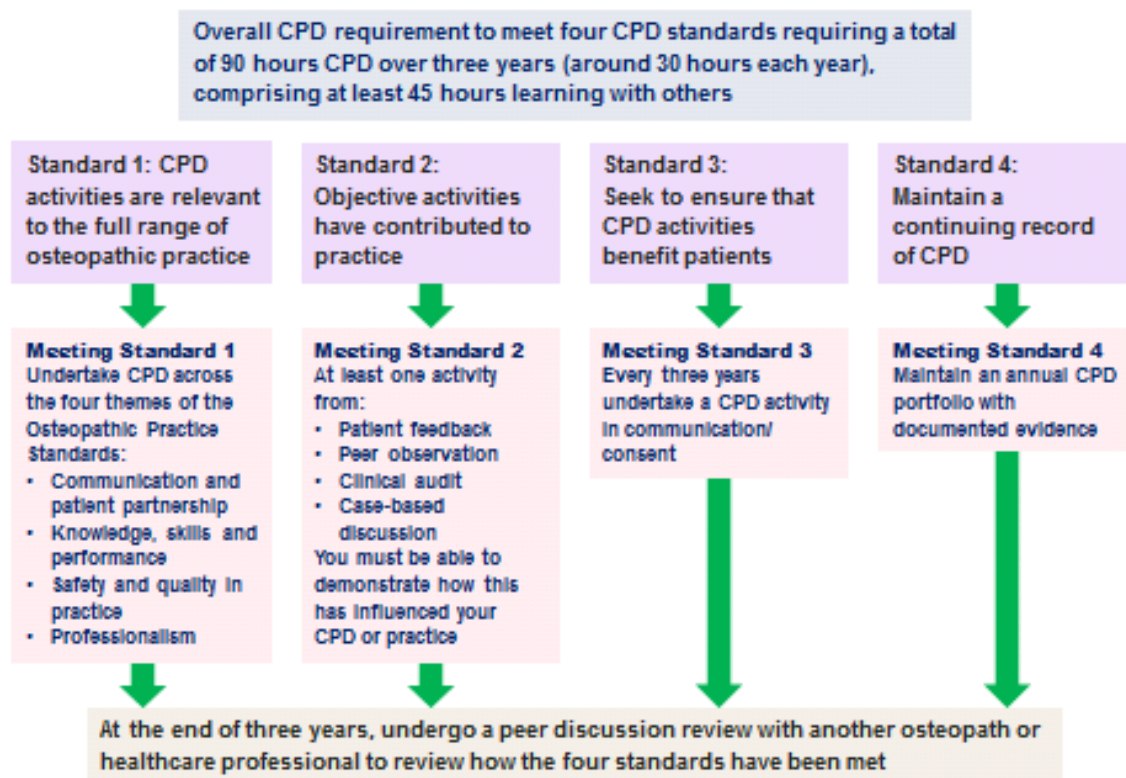 Overall CPD requirement to meet four CPD standards requiring a total
of 90 hours CPD over three years (around 30 hours each year),
comprising at least 45 hours learning with others
Standard 1: CPD
activities are relevant
to the full range of
osteopathic practice
Standard 2:
Objective activities
have contributed to
practice
Standard 3:
Seek to ensure that
CPD activities
benefit patients
Standard 4:
Maintain a
continuing record
of CPD
Meeting Standard 1
Undertake CPD across
the four themes of the
Osteopathic Practice
Standards:
• Communication and
patient partnership
• Knowledge, skills and
performance
• Safety and quality in
practice
• Professionalism
Meeting Standard 2
At least one activity
from:
• Patient feedback
• Peer observation
• Clinical audit
• Case-based
discussion
You must be able to
demonstrate how this
has influenced your
CPD or practice
Meeting Standard 3
Every three years
undertake a CPD activity
in communication/
consent
Meeting Standard 4
Maintain an annual CPD
portfolio with
documented evidence
At the end of three years, undergo a peer discussion review with another osteopath or
healthcare professional to review how the four standards have been met